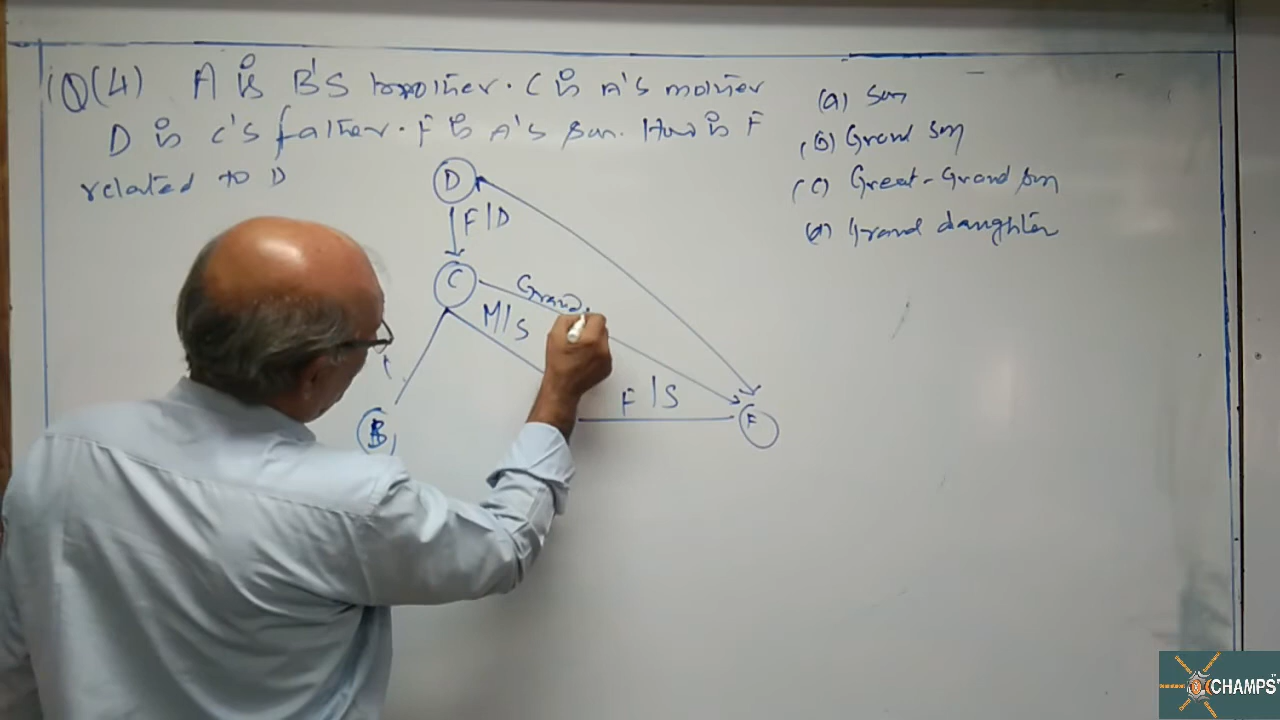 (Q(4) A is B's brother. C is A's mother
D is C's father. F is A's son. How is F
related to D
(a) Son
(b) Grand son
(c) Great-Grand son
(d) Grand daughter
D
F/D
C
Grand
M/S
F/S
B
F
CHAMPS